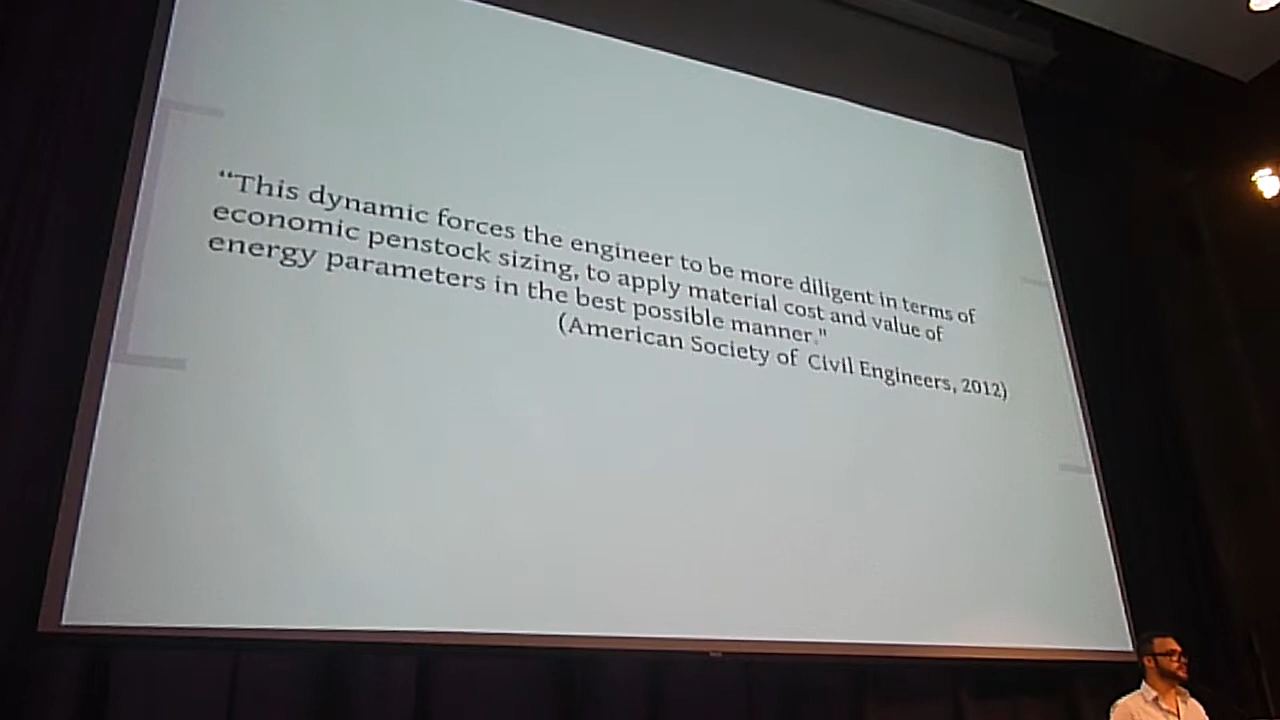 “This dynamic forces the engineer to be more diligent in terms of
economic penstock sizing, to apply material cost and value of
energy parameters in the best possible manner."
(American Society of Civil Engineers, 2012)